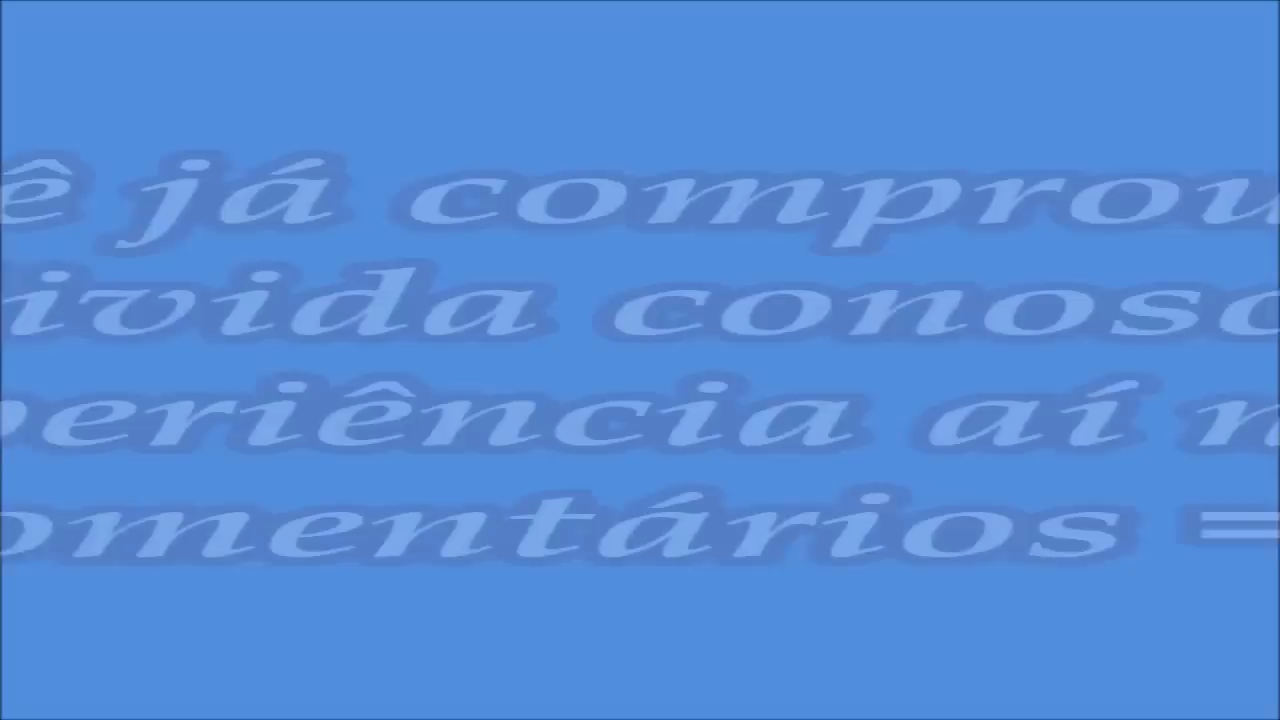 ê já comprou
ivida conosc
periência aí n
omentários =